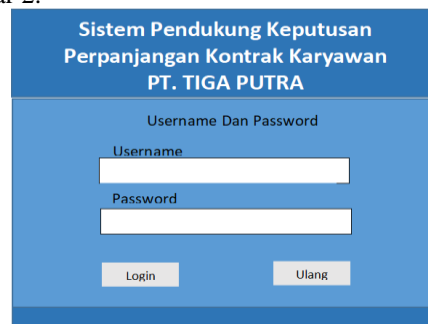 Sistem Pendukung Keputusan
Perpanjangan Kontrak Karyawan
PT. TIGA PUTRA
Username Dan Password
Username
Password
Login
Ulang